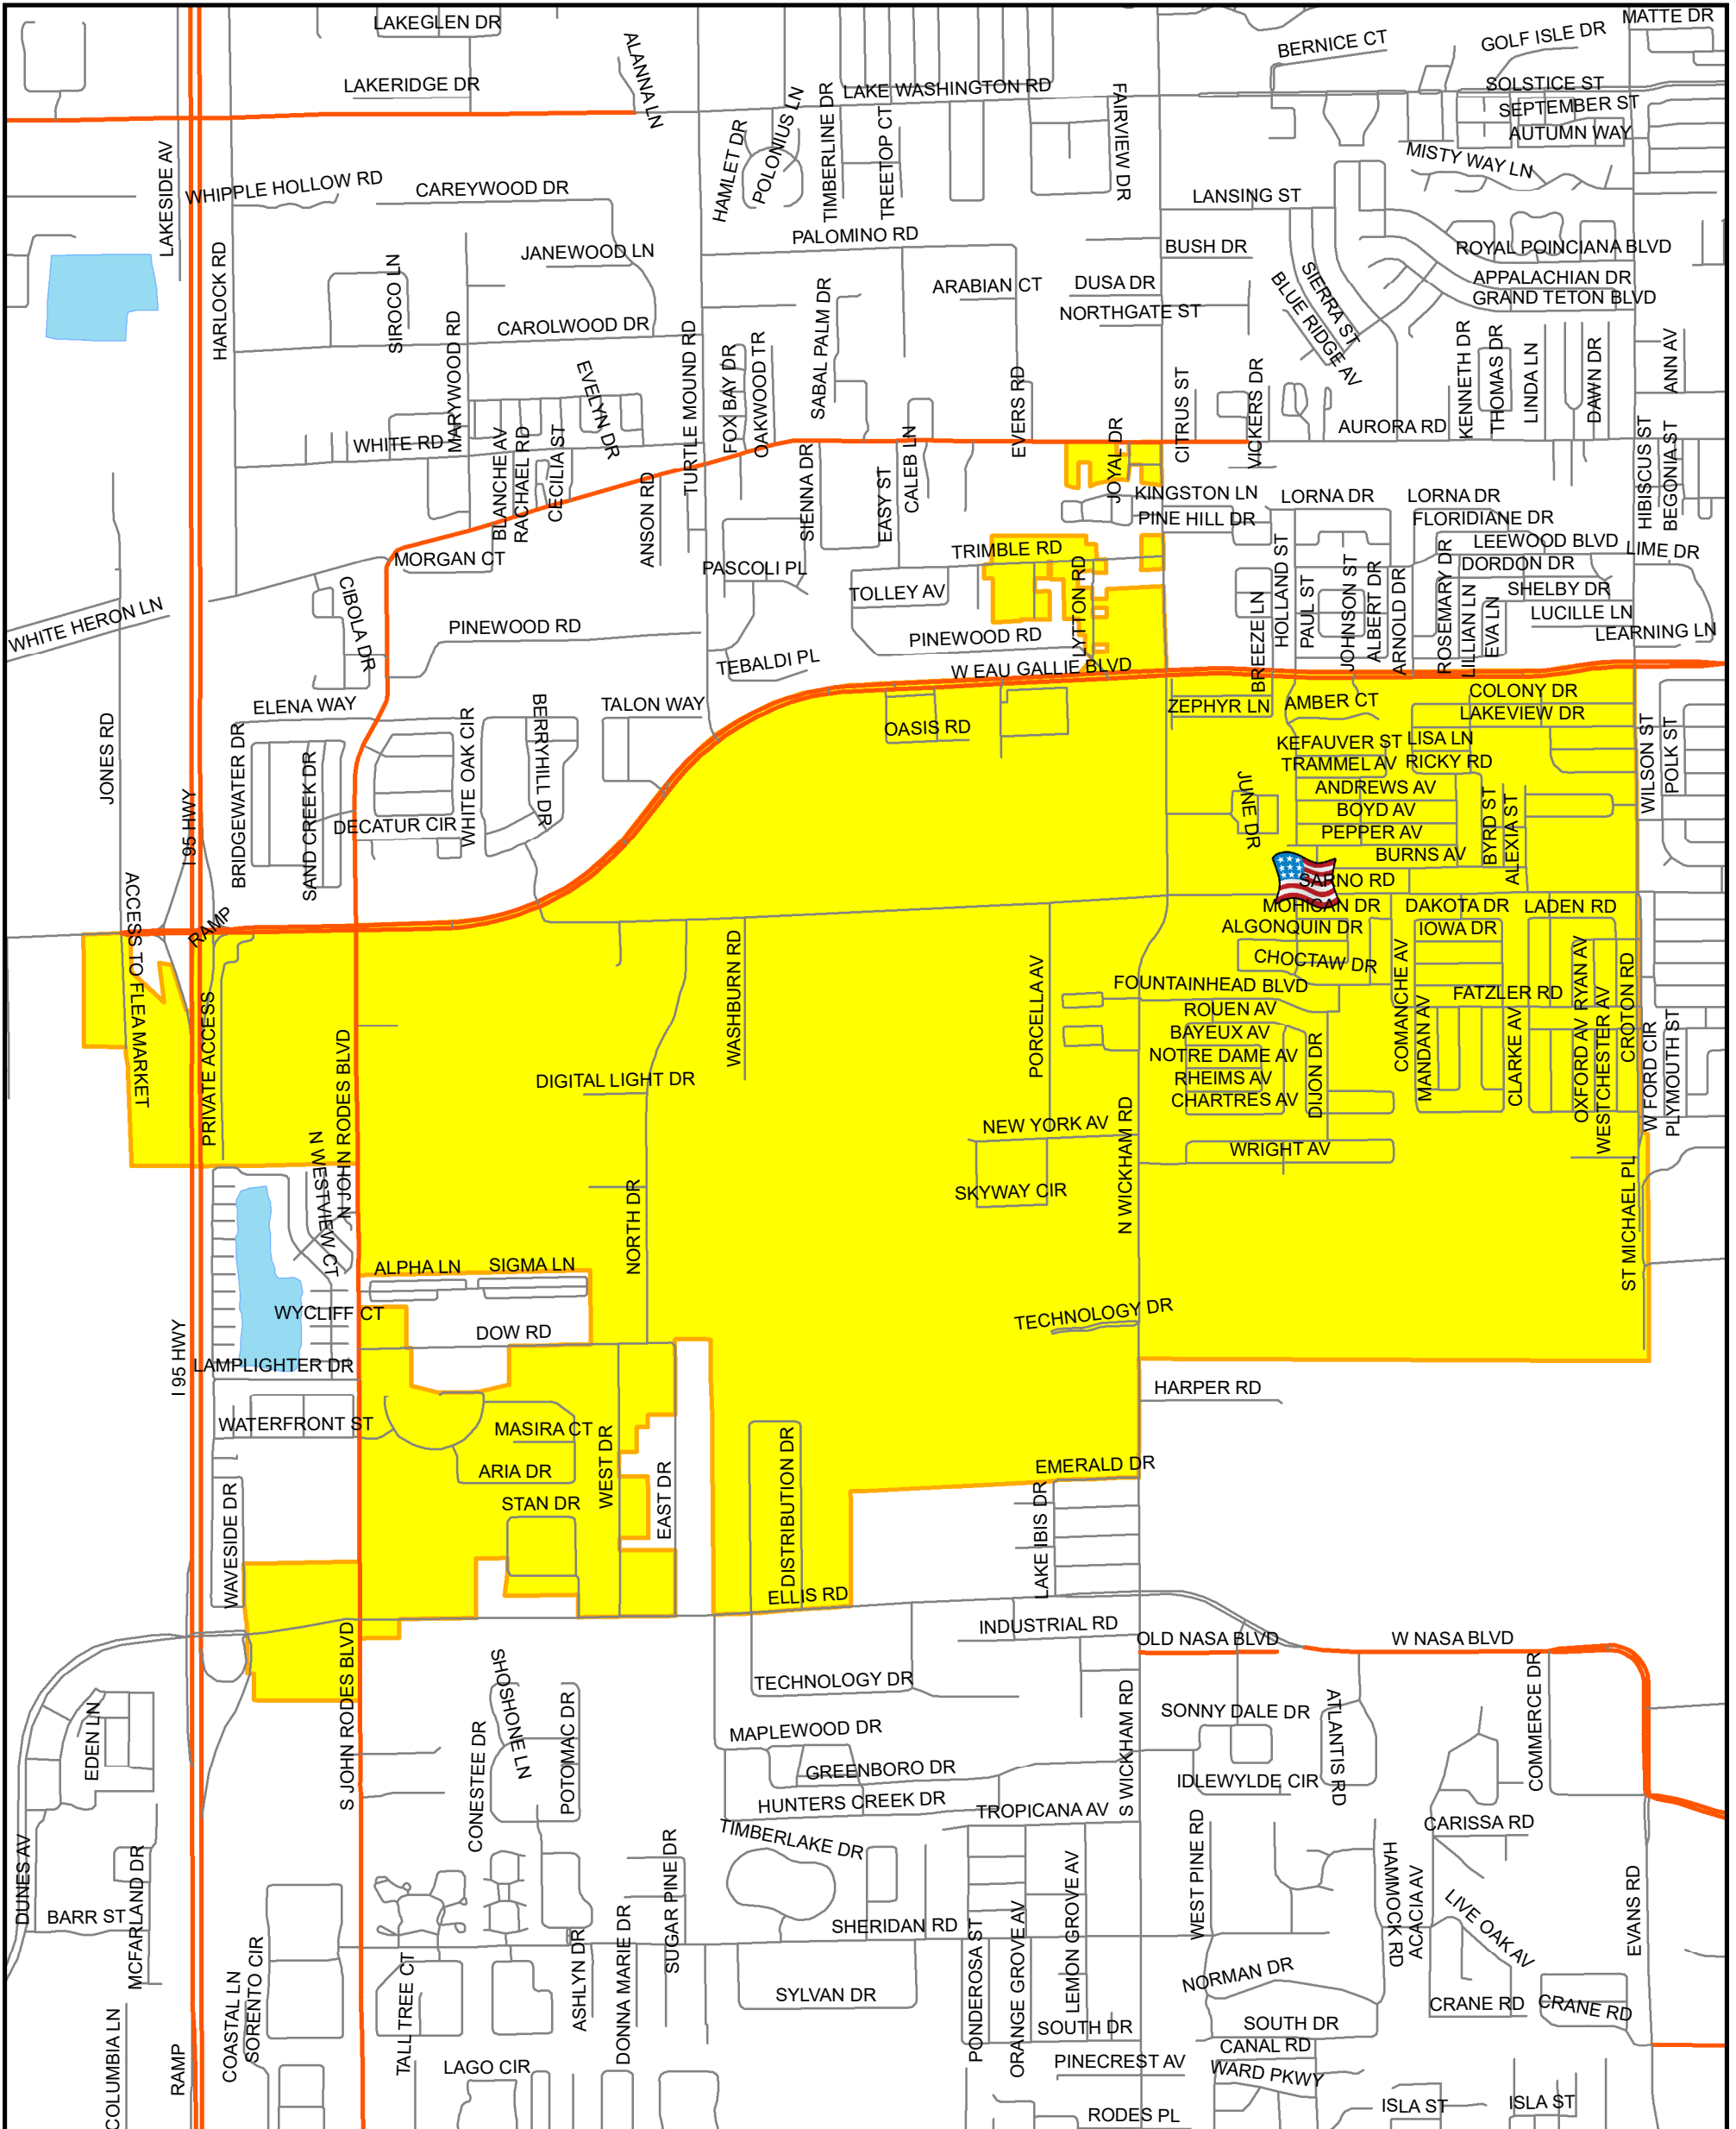 LAKEGLEN DR
MATTE DR
BERNICE CT
GOLF ISLE DR
ALANNA LN
LAKERIDGE DR
LAKE WASHINGTON RD
SOLSTICE ST
SEPTEMBER ST
AUTUMN WAY
MISTY WAY LN
HAMLET DR
POLONIUS LN
TIMBERLINE DR
TREETOP CT
FAIRVIEW DR
LAKESIDE AV
WHIPPLE HOLLOW RD
CAREYWOOD DR
LANSING ST
PALOMINO RD
BUSH DR
ROYAL POINCIANA BLVD
HARLOCK RD
SIROCO LN
JANEWOOD LN
ARABIAN CT
DUSA DR
NORTHGATE ST
BLUE RIDGE AV
SIERRA ST
APPALACHIAN DR
GRAND TETON BLVD
MARYWOOD RD
CAROLWOOD DR
TURTLE MOUND RD
SABAL PALM DR
FOX BAY DR
OAKWOOD TR
EVELYN DR
EVERS RD
CITRUS ST
VICKERS DR
KENNETH DR
THOMAS DR
LINDA LN
DAWN DR
ANN AV
WHITE RD
AURORA RD
BLANCHE AV
RACHAEL RD
CECILIA ST
ANSON RD
SIENNA DR
EASY ST
CALEB LN
JOYAL DR
HIBISCUS ST
BEGONIA ST
KINGSTON LN
LORNA DR
LORNA DR
PINE HILL DR
FLORIDIANE DR
MORGAN CT
TRIMBLE RD
LEEWOOD BLVD
LIME DR
PASCOLI PL
DORDON DR
CIBOLA DR
TOLLEY AV
LYTTON RD
BREEZE LN
HOLLAND ST
PAUL ST
JOHNSON ST
ALBERT DR
ARNOLD DR
ROSEMARY DR
LILLIAN LN
EVA LN
SHELBY DR
LUCILLE LN
LEARNING LN
WHITE HERON LN
PINEWOOD RD
PINEWOOD RD
TEBALDI PL
W EAU GALLIE BLVD
COLONY DR
ELENA WAY
TALON WAY
ZEPHYR LN
AMBER CT
LAKEVIEW DR
JONES RD
BRIDGEWATER DR
SAND CREEK DR
WHITE OAK CIR
BERRYHILL DR
OASIS RD
KEFAUVER ST
LISA LN
TRAMMEL AV
RICKY RD
WILSON ST
POLK ST
I 95 HWY
DECATUR CIR
JUNE DR
ANDREWS AV
BOYD AV
PEPPER AV
BURNS AV
BYRD ST
ALEXIA ST
SARNO RD
ACCESS TO FLEA MARKET
RAMP
MOHICAN DR
DAKOTA DR
LADEN RD
ALGONQUIN DR
IOWA DR
CHOCTAW DR
WASHBURN RD
PORCELLA AV
FOUNTAINHEAD BLVD
FATZLER RD
ROUEN AV
BAYEUX AV
NOTRE DAME AV
RHEIMS AV
CHARTRES AV
DIJON DR
COMANCHE AV
MANDAN AV
CLARKE AV
OXFORD AV
RYAN AV
WESTCHESTER AV
CROTON RD
W FORD CIR
PLYMOUTH ST
PRIVATE ACCESS
N JOHN RODES BLVD
DIGITAL LIGHT DR
NEW YORK AV
N WICKHAM RD
WRIGHT AV
N WESTVIEW CT
SKYWAY CIR
NORTH DR
ST MICHAEL PL
ALPHA LN
SIGMA LN
WYCLIFF CT
TECHNOLOGY DR
DOW RD
I 95 HWY
LAMPLIGHTER DR
HARPER RD
WATERFRONT ST
MASIRA CT
WEST DR
ARIA DR
EMERALD DR
STAN DR
EAST DR
DISTRIBUTION DR
LAKE IBIS DR
WAVESIDE DR
ELLIS RD
INDUSTRIAL RD
OLD NASA BLVD
W NASA BLVD
S JOHN RODES BLVD
SHOSHONE LN
TECHNOLOGY DR
S WICKHAM RD
SONNY DALE DR
ATLANTIS RD
COMMERCE DR
EDEN LN
CONESTEE DR
POTOMAC DR
MAPLEWOOD DR
GREENBORO DR
IDLEWYLDE CIR
HUNTERS CREEK DR
TROPICANA AV
CARISSA RD
TIMBERLAKE DR
DUNES AV
MCFARLAND DR
SUGAR PINE DR
WEST PINE RD
HAMMOCK RD
ACACIA AV
LIVE OAK AV
EVANS RD
BARR ST
SHERIDAN RD
PONDEROSA ST
ORANGE GROVE AV
LEMON GROVE AV
COASTAL LN
SORENTO CIR
TALL TREE CT
ASHLYN DR
DONNA MARIE DR
SYLVAN DR
NORMAN DR
CRANE RD
CRANE RD
SOUTH DR
SOUTH DR
COLUMBIA LN
RAMP
LAGO CIR
CANAL RD
PINECREST AV
WARD PKWY
RODES PL
ISLA ST
ISLA ST